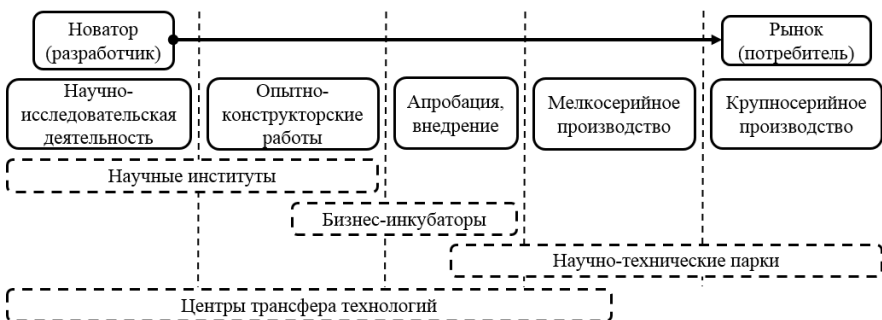 Новатор
(разработчик)
Рынок
(потребитель)
Научно-
исследовательская
деятельность
Опытно-
конструкторские
работы
Апробация,
внедрение
Мелкосерийное
производство
Крупносерийное
производство
Научные институты
Бизнес-инкубаторы
Научно-технические парки
Центры трансфера технологий